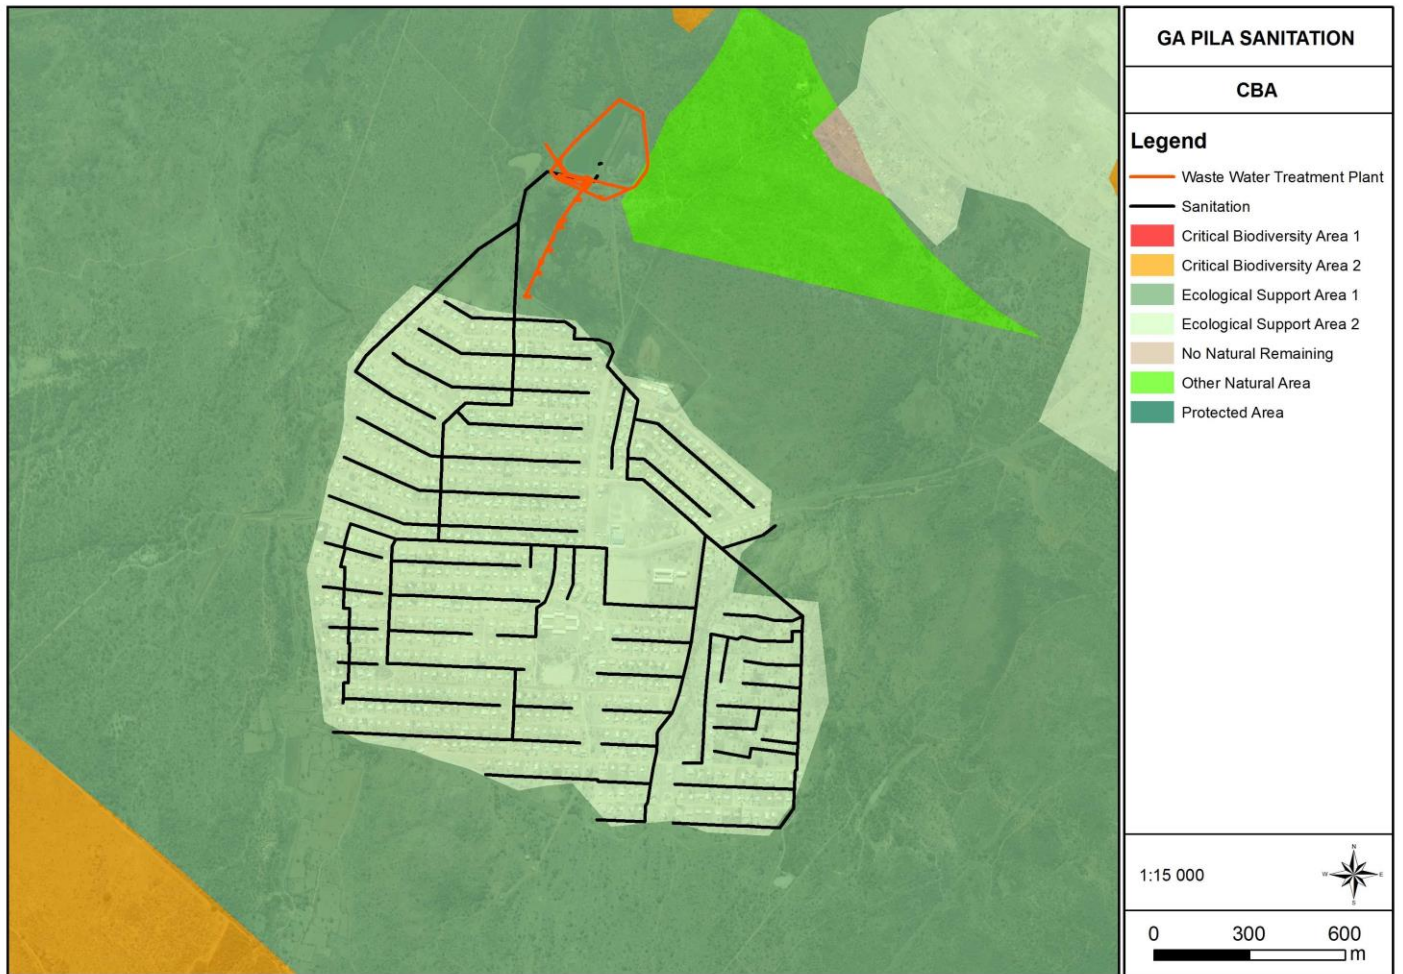 GA PILA SANITATION
CBA
Legend
Waste Water Treatment Plant
Sanitation
Critical Biodiversity Area 1
Critical Biodiversity Area 2
Ecological Support Area 1
Ecological Support Area 2
No Natural Remaining
Other Natural Area
Protected Area
1:15 000
N
W E
S
0 300 600
m